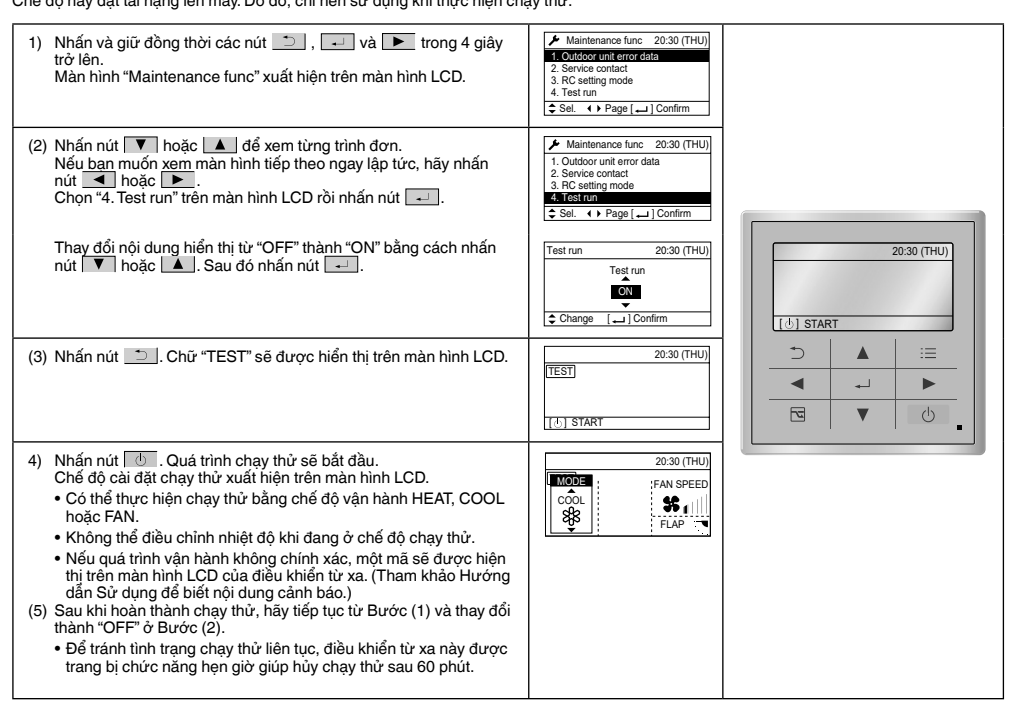 Chế độ này đặt tải nặng lên máy. Do đó, chỉ nên sử dụng khi thực hiện chạy thử.
1) Nhấn và giữ đồng thời các nút , và trong 4 giây
trở lên.
Màn hình “Maintenance func” xuất hiện trên màn hình LCD.
Maintenance func 20:30 (THU)
1. Outdoor unit error data
2. Service contact
3. RC setting mode
4. Test run
Sel. Page [ ] Confirm
(2) Nhấn nút hoặc để xem từng trình đơn.
Nếu bạn muốn xem màn hình tiếp theo ngay lập tức, hãy nhấn
nút hoặc .
Chọn “4. Test run” trên màn hình LCD rồi nhấn nút .
Maintenance func 20:30 (THU)
1. Outdoor unit error data
2. Service contact
3. RC setting mode
4. Test run
Sel. Page [ ] Confirm
Thay đổi nội dung hiển thị từ “OFF” thành “ON” bằng cách nhấn
nút hoặc . Sau đó nhấn nút .
Test run 20:30 (THU)
Test run
ON
Change [ ] Confirm
(3) Nhấn nút . Chữ “TEST” sẽ được hiển thị trên màn hình LCD.
20:30 (THU)
TEST
[ ] START
4) Nhấn nút . Quá trình chạy thử sẽ bắt đầu.
Chế độ cài đặt chạy thử xuất hiện trên màn hình LCD.
• Có thể thực hiện chạy thử bằng chế độ vận hành HEAT, COOL
hoặc FAN.
• Không thể điều chỉnh nhiệt độ khi đang ở chế độ chạy thử.
• Nếu quá trình vận hành không chính xác, một mã sẽ được hiện
thị trên màn hình LCD của điều khiển từ xa. (Tham khảo Hướng
dẫn Sử dụng để biết nội dung cảnh báo.)
(5) Sau khi hoàn thành chạy thử, hãy tiếp tục từ Bước (1) và thay đổi
thành “OFF” ở Bước (2).
• Để tránh tình trạng chạy thử liên tục, điều khiển từ xa này được
trang bị chức năng hẹn giờ giúp hủy chạy thử sau 60 phút.
20:30 (THU)
MODE
COOL
FAN SPEED
FLAP
20:30 (THU)
[ ] START